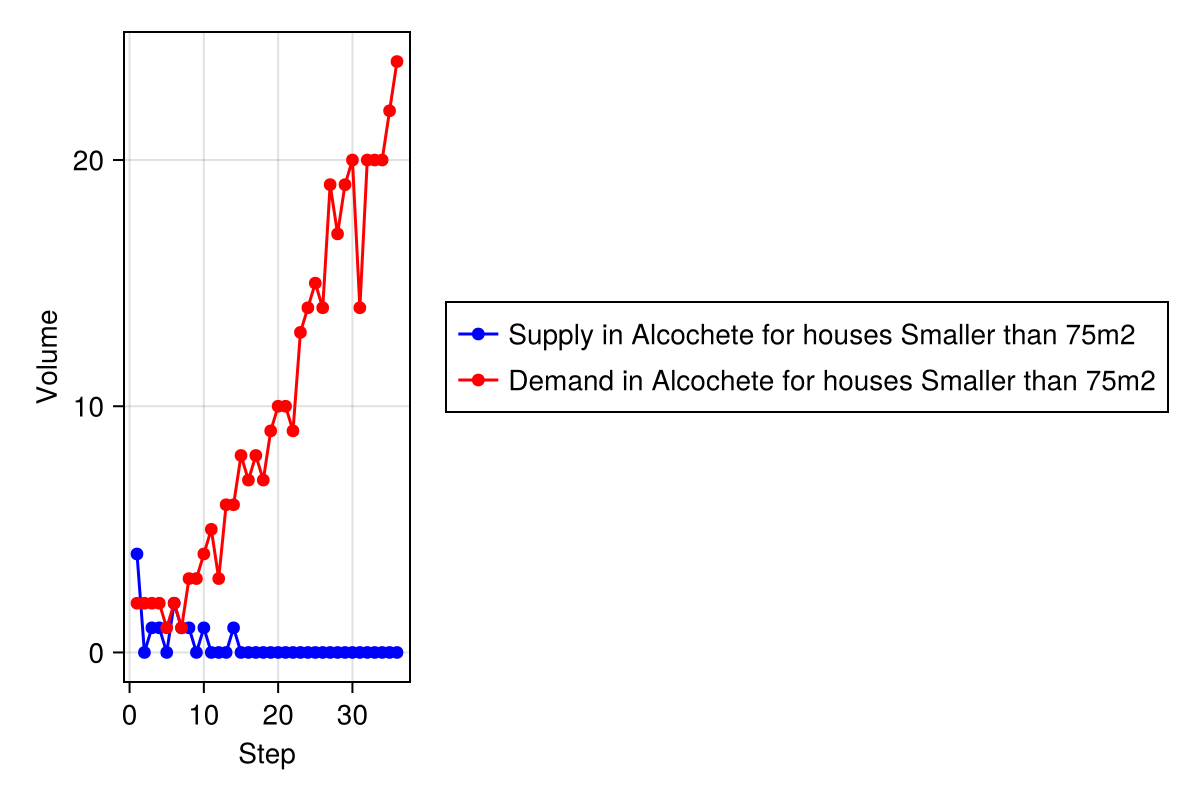 Volume
20
10
0
0 10 20 30
Step
Supply in Alcochete for houses Smaller than 75m2
Demand in Alcochete for houses Smaller than 75m2